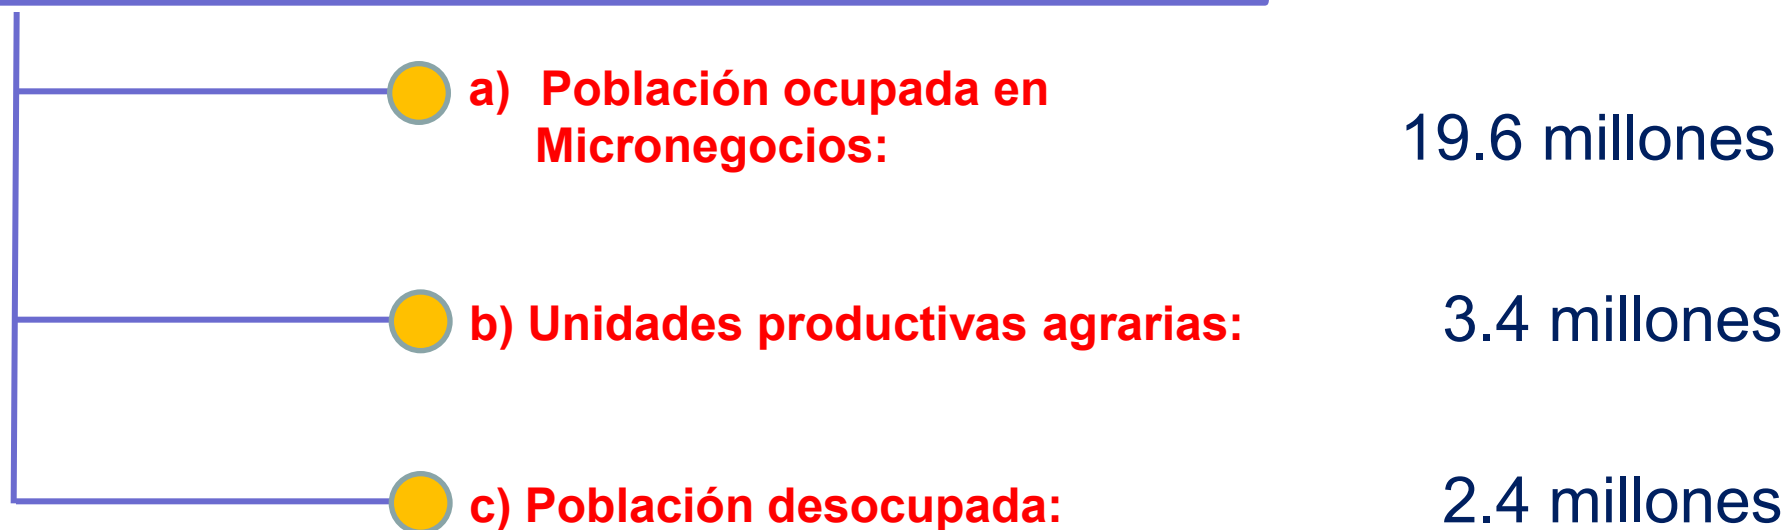 a) Población ocupada en
Micronegocios:
19.6 millones
b) Unidades productivas agrarias:
3.4 millones
c) Población desocupada:
2.4 millones